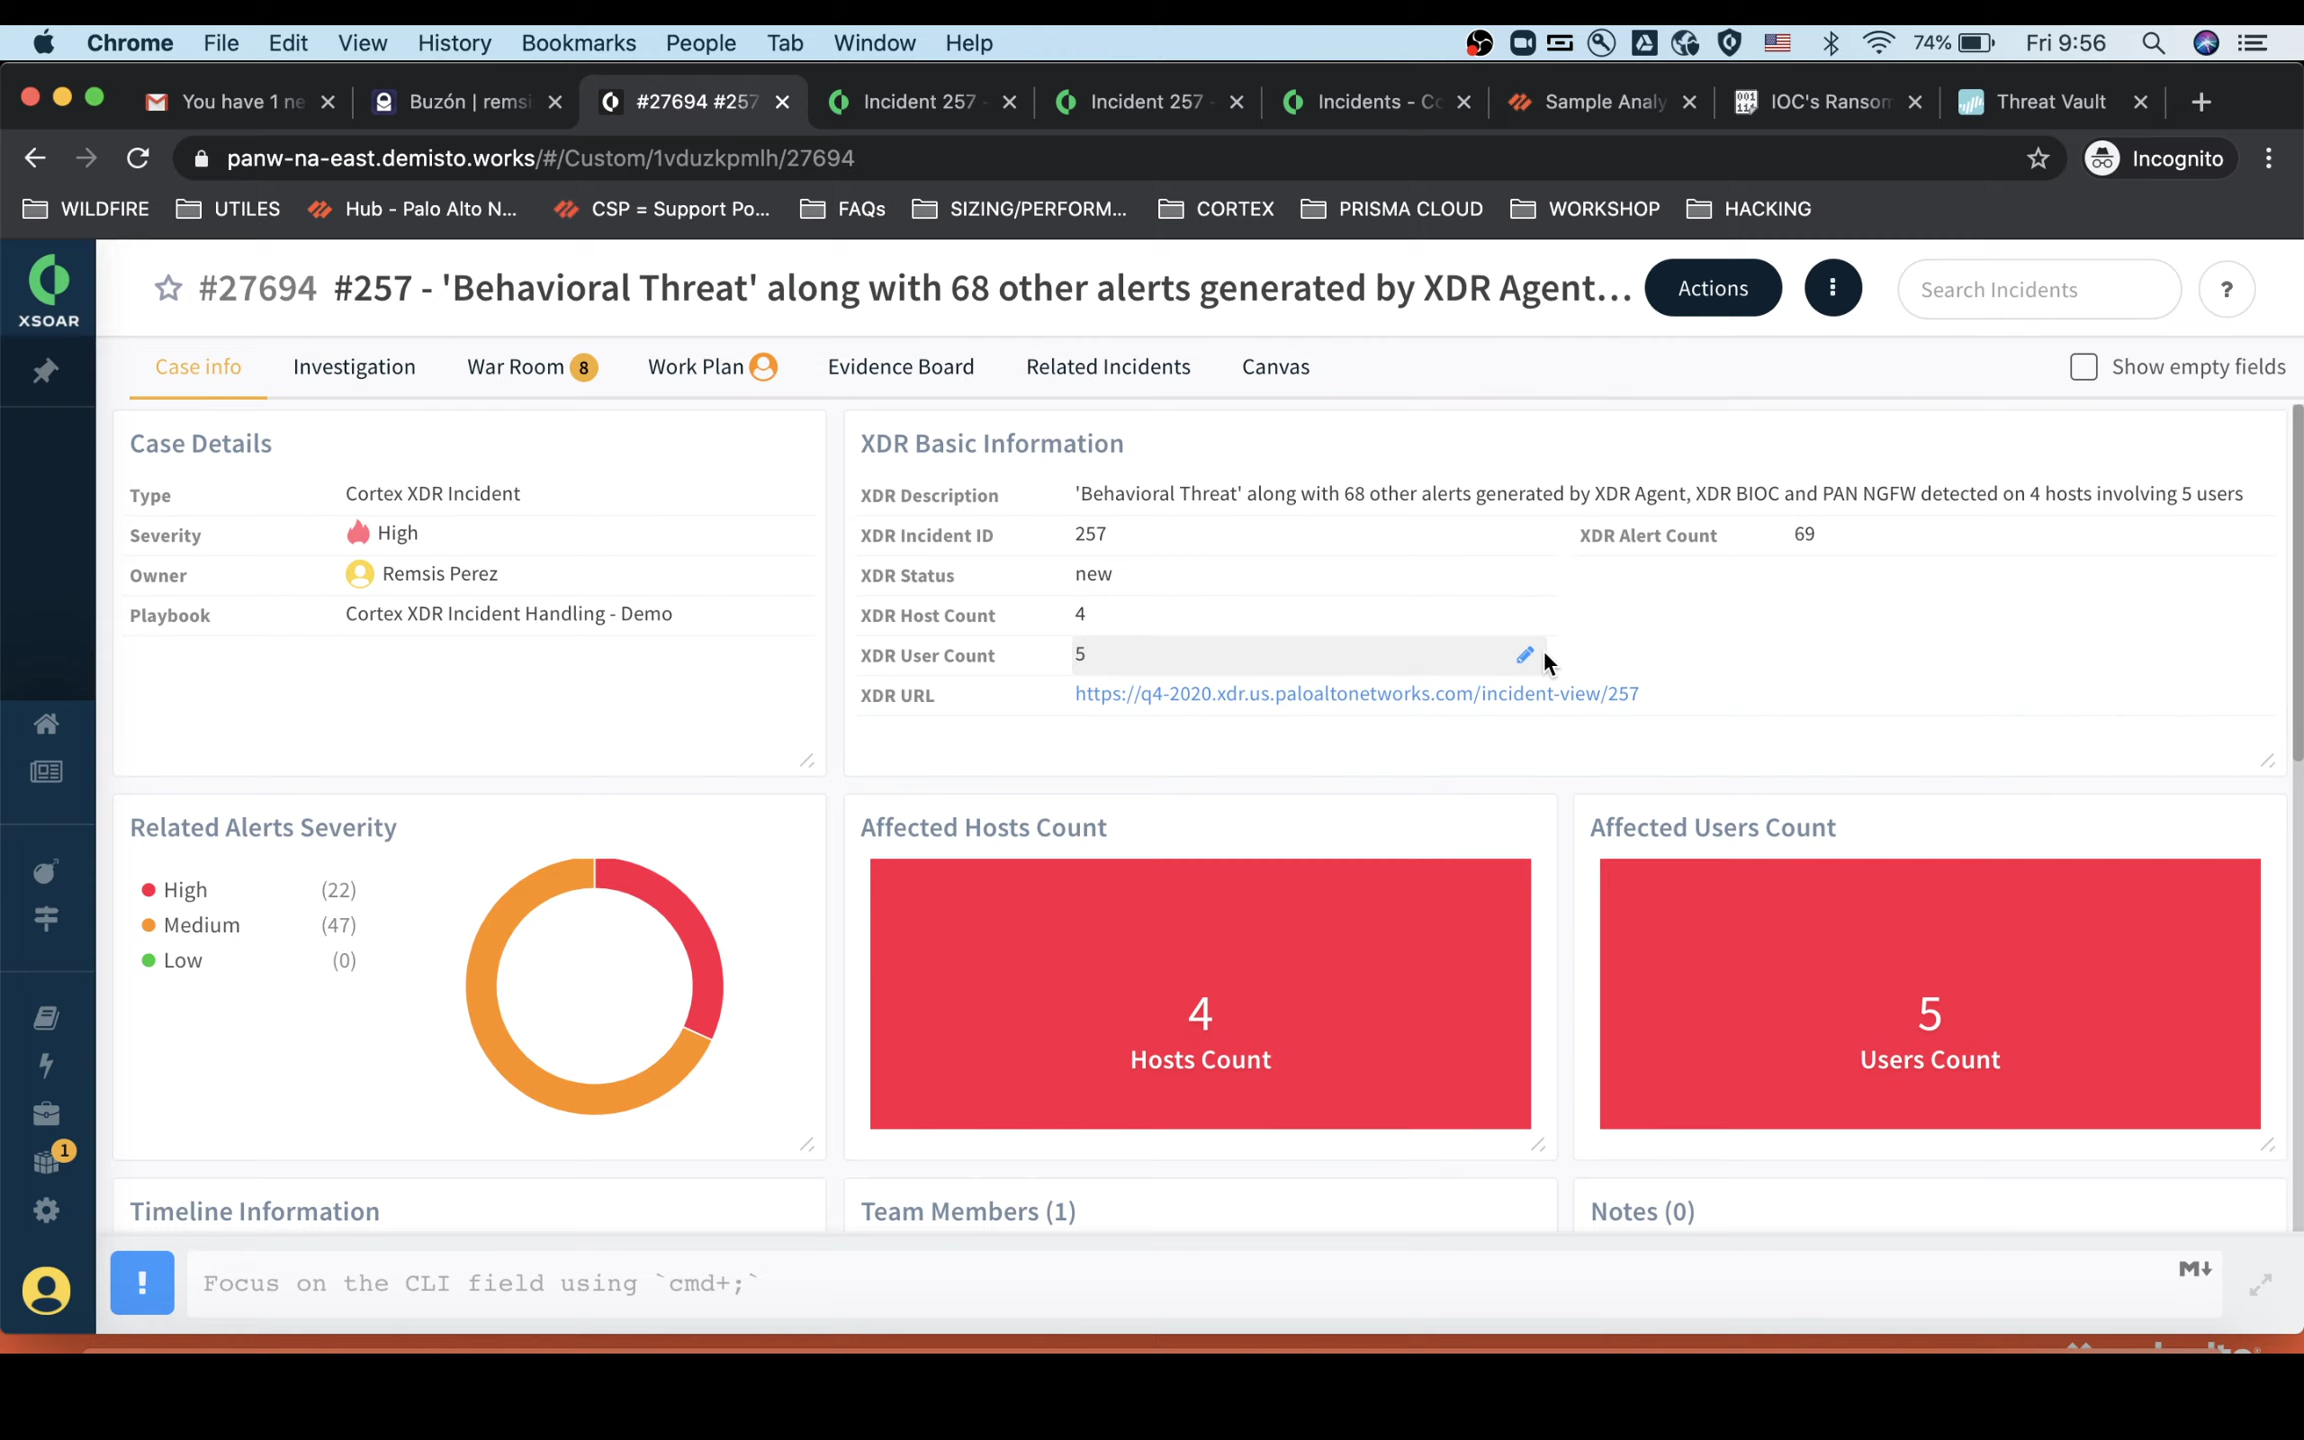 Chrome File Edit View History Bookmarks People Tab Window Help 74% Fri 9:56
You have 1 ne Buzón | remsi #27694 #257 Incident 257 - Incident 257 - Incidents - Co Sample Analy IOC's Ransom Threat Vault
panw-na-east.demisto.works/#/Custom/1vduzkpmlh/27694 Incognito
WILDFIRE UTILES Hub - Palo Alto N... CSP = Support Po... FAQs SIZING/PERFORM... CORTEX PRISMA CLOUD WORKSHOP HACKING
XSOAR
#27694 #257 - 'Behavioral Threat' along with 68 other alerts generated by XDR Agent... Actions Search Incidents ?
Case info Investigation War Room 8 Work Plan Evidence Board Related Incidents Canvas Show empty fields
Case Details
Type Cortex XDR Incident
Severity High
Owner Remsis Perez
Playbook Cortex XDR Incident Handling - Demo
XDR Basic Information
XDR Description 'Behavioral Threat' along with 68 other alerts generated by XDR Agent, XDR BIOC and PAN NGFW detected on 4 hosts involving 5 users
XDR Incident ID 257 XDR Alert Count 69
XDR Status new
XDR Host Count 4
XDR User Count 5
XDR URL https://q4-2020.xdr.us.paloaltonetworks.com/incident-view/257
Related Alerts Severity
High (22)
Medium (47)
Low (0)
Affected Hosts Count
4
Hosts Count
Affected Users Count
5
Users Count
1
Timeline Information Team Members (1) Notes (0)
! Focus on the CLI field using `cmd+;` M↓